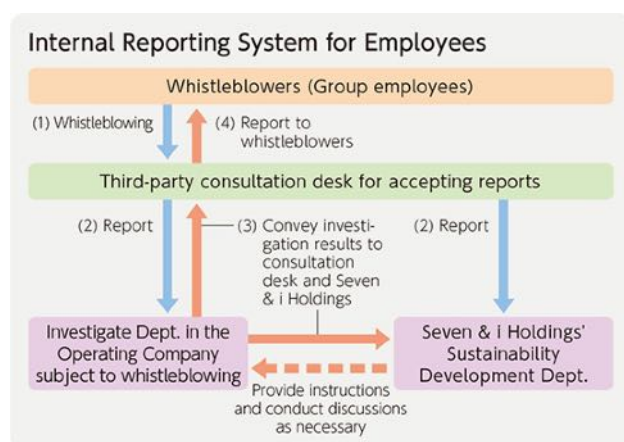 Internal Reporting System for Employees
Whistleblowers (Group employees)
(1) Whistleblowing
(4) Report to
whistleblowers
Third-party consultation desk for accepting reports
(2) Report
(3) Convey investi-
gation results to
consultation
desk and Seven
& i Holdings
(2) Report
Investigate Dept. in the
Operating Company
subject to whistleblowing
Seven & i Holdings'
Sustainability
Development Dept.
Provide instructions
and conduct discussions
as necessary